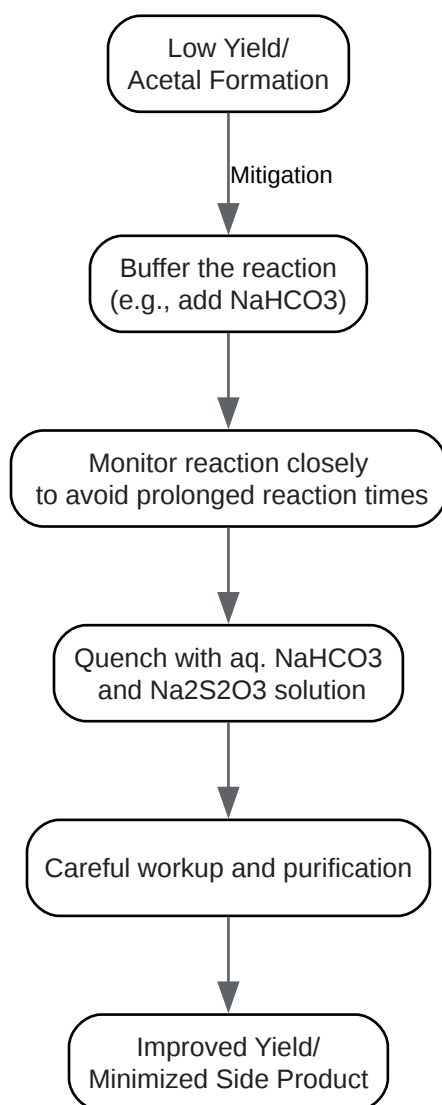 Low Yield/
Acetal Formation
Mitigation
Buffer the reaction
(e.g., add NaHCO3)
Monitor reaction closely
to avoid prolonged reaction times
Quench with aq. NaHCO3
and Na2S2O3 solution
Careful workup and purification
Improved Yield/
Minimized Side Product